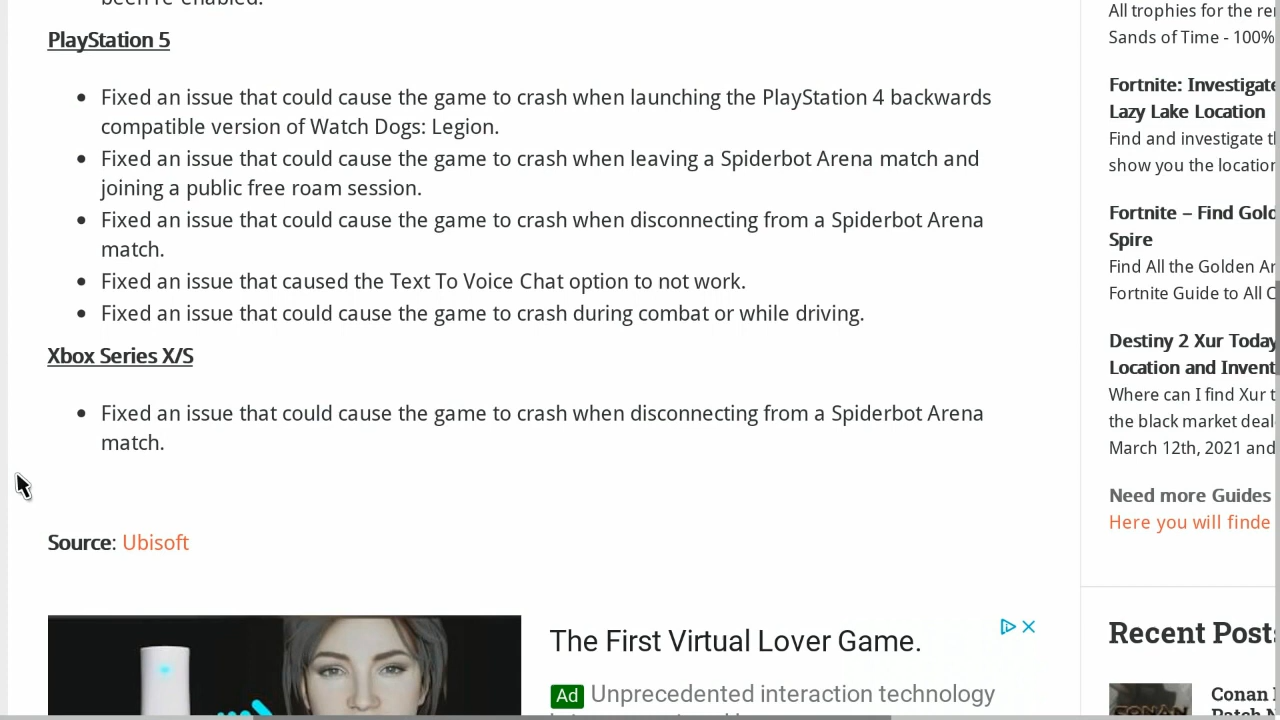 been re-enabled.
PlayStation 5
Fixed an issue that could cause the game to crash when launching the PlayStation 4 backwards
compatible version of Watch Dogs: Legion.
Fixed an issue that could cause the game to crash when leaving a Spiderbot Arena match and
joining a public free roam session.
Fixed an issue that could cause the game to crash when disconnecting from a Spiderbot Arena
match.
Fixed an issue that caused the Text To Voice Chat option to not work.
Fixed an issue that could cause the game to crash during combat or while driving.
Xbox Series X/S
Fixed an issue that could cause the game to crash when disconnecting from a Spiderbot Arena
match.
Source: Ubisoft
The First Virtual Lover Game.
Ad Unprecedented interaction technology
All trophies for the
Sands of Time - 100%
Fortnite: Investigate
Lazy Lake Location
Find and investigate
show you the location
Fortnite – Find Gold
Spire
Find All the Golden
Fortnite Guide to All
Destiny 2 Xur Today
Location and
Where can I find Xur
the black market
March 12th, 2021 and
Need more Guides
Here you will finde
Recent Posts
Conan
Patch
CONAN